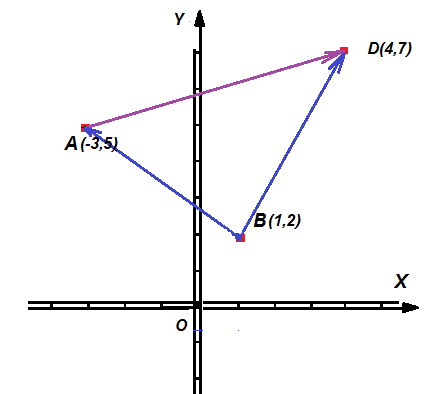 Y
D(4,7)
A(-3,5)
B(1,2)
X
O